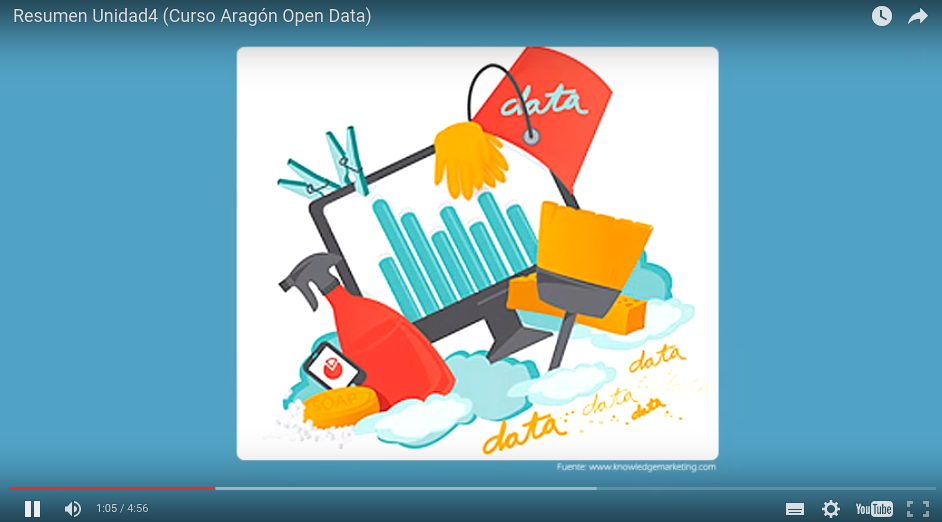 Resumen Unidad4 (Curso Aragón Open Data)
data
SOAP
data
data
data
data
Fuente: www.knowledgemarketing.com
1:05 / 4:56
YouTube